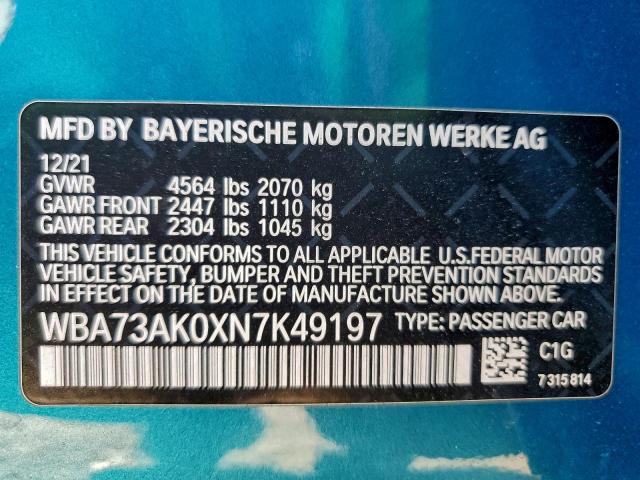 MFD BY BAYERISCHE MOTOREN WERKE AG
12/21
GVWR 4564 lbs 2070 kg
GAWR FRONT 2447 lbs 1110 kg
GAWR REAR 2304 lbs 1045 kg
THIS VEHICLE CONFORMS TO ALL APPLICABLE U.S.FEDERAL MOTOR
VEHICLE SAFETY, BUMPER AND THEFT PREVENTION STANDARDS
IN EFFECT ON THE DATE OF MANUFACTURE SHOWN ABOVE.
WBA73AK0XN7K49197 TYPE: PASSENGER CAR
C1G
7315814